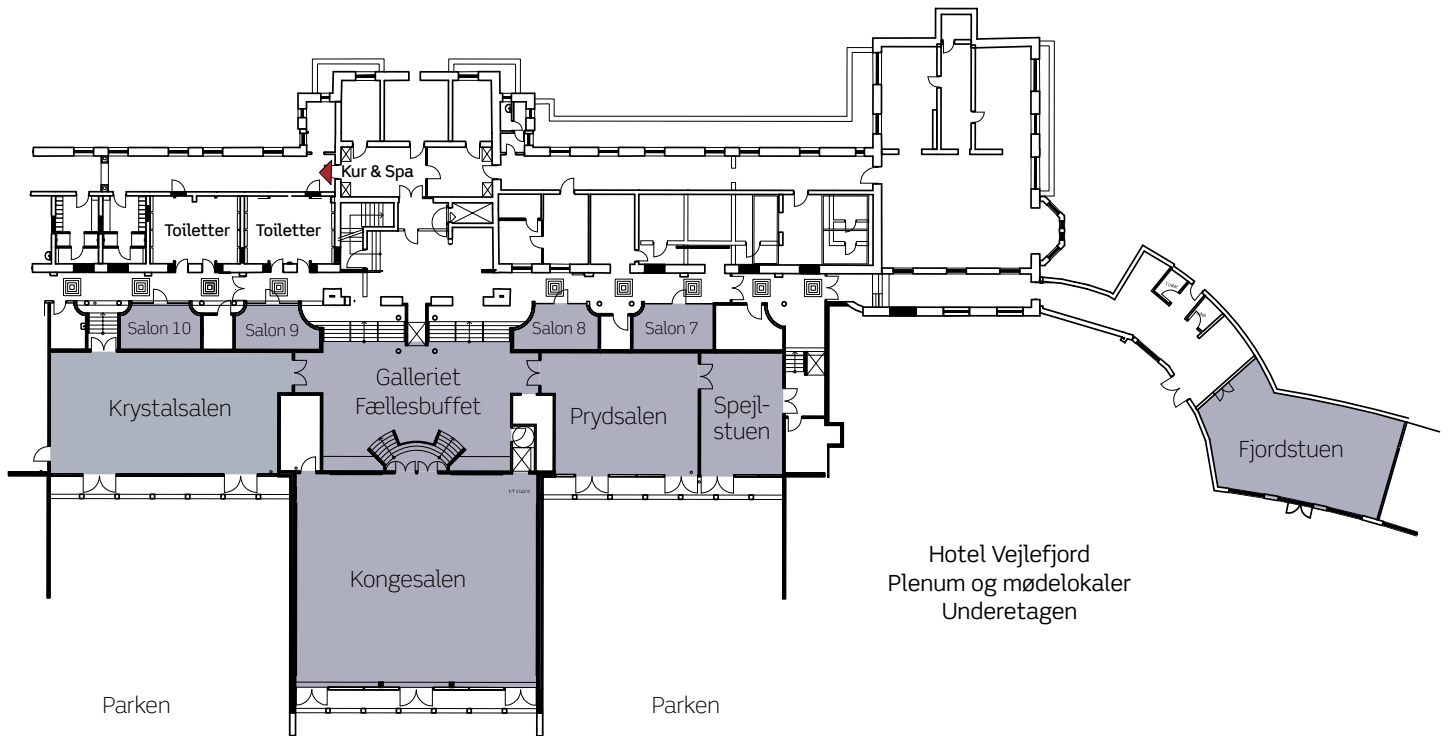 Kur & Spa
Toiletter
Toiletter
Toilet
Salon 10
Salon 9
Salon 8
Salon 7
Galleriet
Fællesbuffet
Krystalsalen
Prydsalen
Spejl-
stuen
Fjordstuen
Kongesalen
Hotel Vejlefjord
Plenum og mødelokaler
Underetagen
Parken
Parken